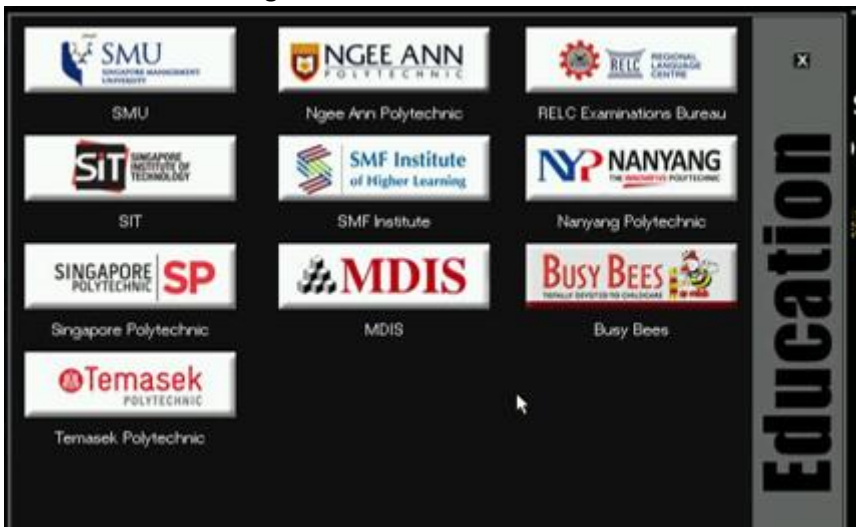 SMU
SINGAPORE MANAGEMENT
UNIVERSITY
SMU
NGEE ANN
POLYTECHNIC
Ngee Ann Polytechnic
RELC
REGIONAL
LANGUAGE
CENTRE
RELC Examinations Bureau
X
SiT
SINGAPORE
INSTITUTE OF
TECHNOLOGY
SIT
SMF Institute
of Higher Learning
SMF Institute
NYP NANYANG
THE INNOVATIVE POLYTECHNIC
Nanyang Polytechnic
SINGAPORE
POLYTECHNIC
SP
Singapore Polytechnic
MDIS
MDIS
BUSY BEES
TOTALLY DEVOTED TO CHILDCARE
Busy Bees
Temasek
POLYTECHNIC
Temasek Polytechnic
Education